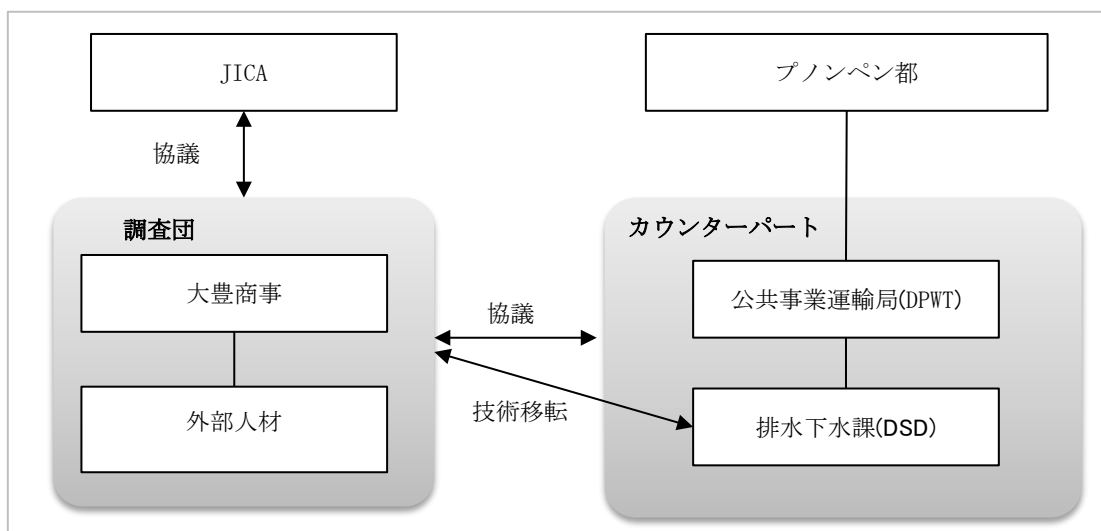 JICA
プノンペン都
協議
調査団
カウンターパート
大豊商事
公共事業運輸局(DPWT)
協議
外部人材
技術移転
排水下水課(DSD)